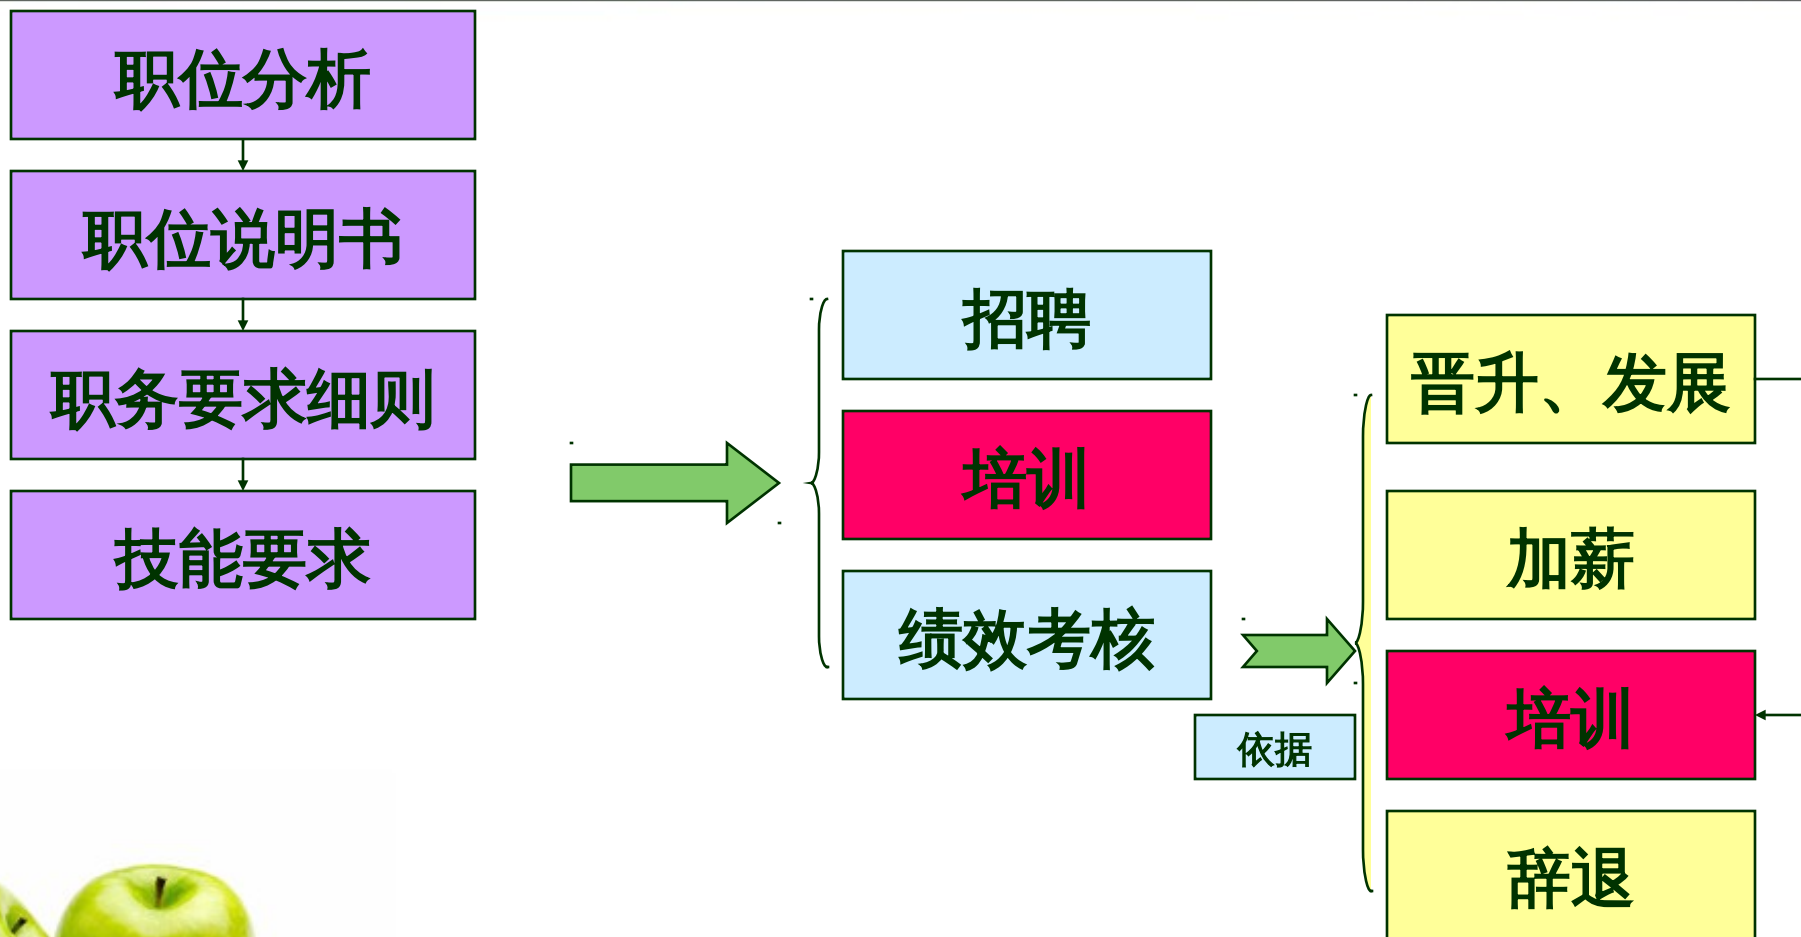 职位分析
职位说明书
职务要求细则
技能要求
招聘
培训
绩效考核
依据
晋升、发展
加薪
培训
辞退